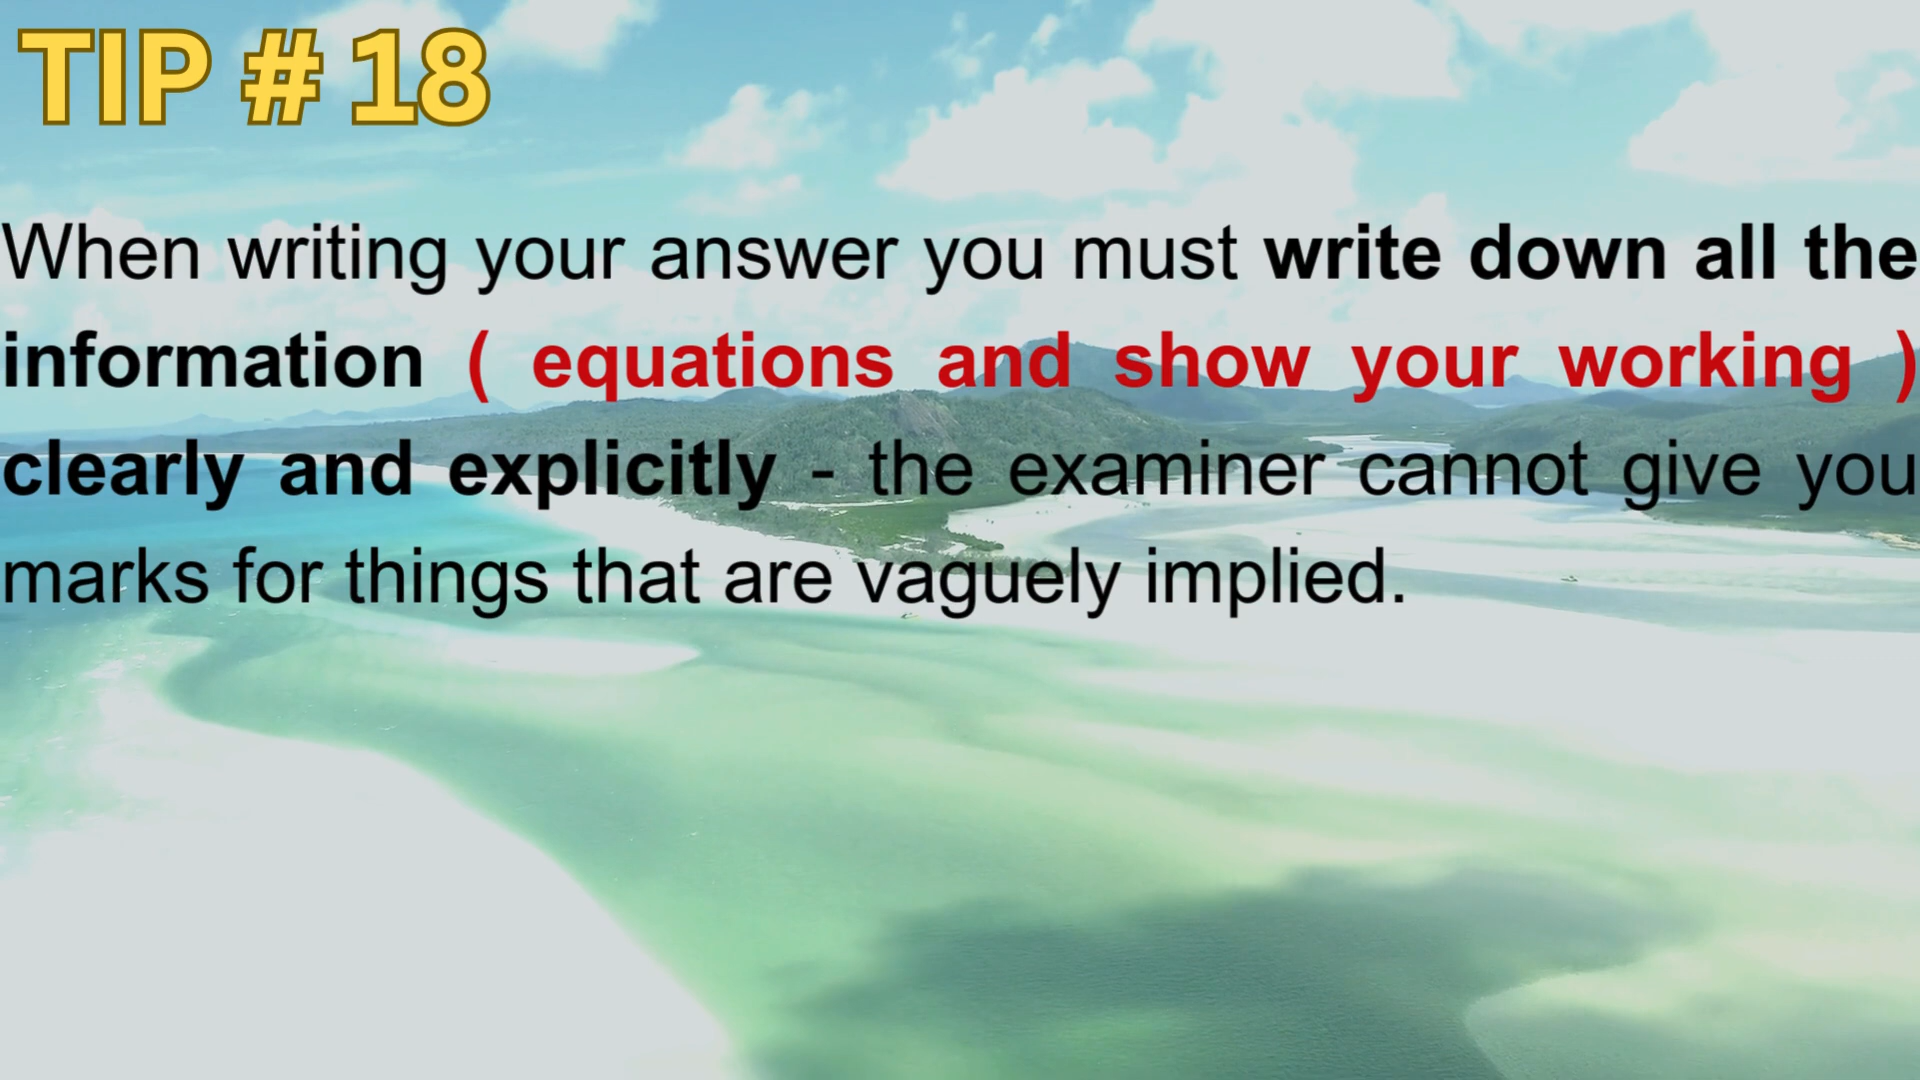 TIP # 18
When writing your answer you must write down all the
information ( equations and show your working )
clearly and explicitly - the examiner cannot give you
marks for things that are vaguely implied.